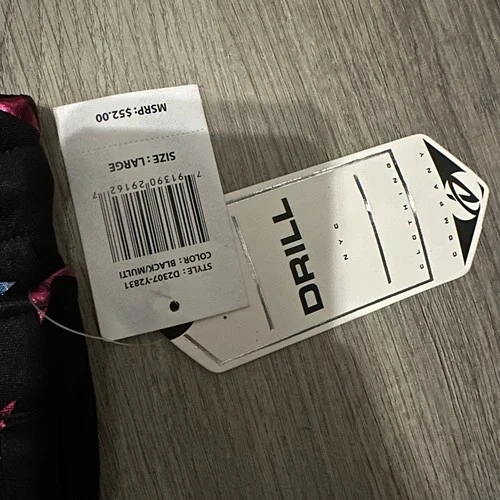 STYLE : D2307-Y2831
COLOR : BLACK/MULTI
7 91390 29162 7
SIZE : LARGE
MSRP: $52.00
DRILL
NYC
CLOTHING
COMPANY